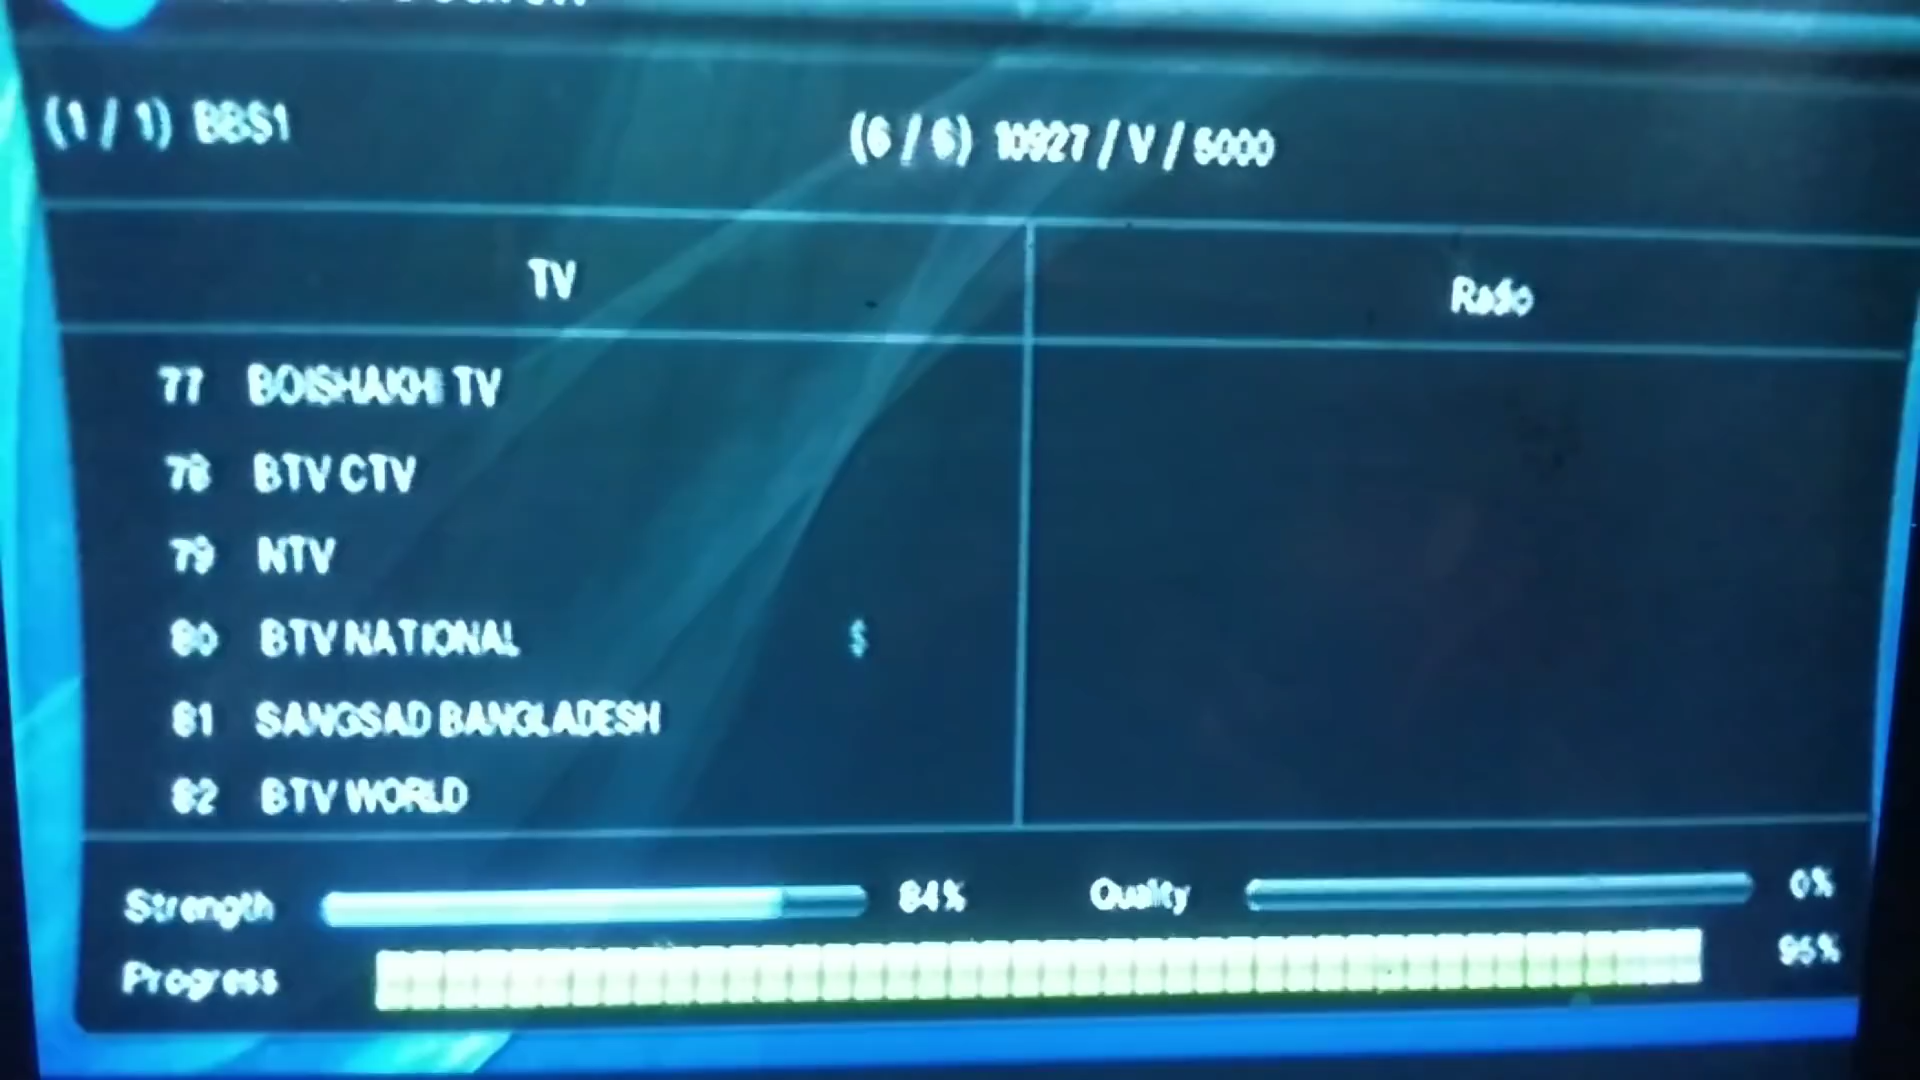 (1 / 1) BBS1
(6 / 6) 10927 / V / 5000
TV
Radio
77 BOISHAKHI TV
78 BTV CTV
79 NTV
80 BTV NATIONAL $
81 SANGSAD BANGLADESH
82 BTV WORLD
Strength 84% Quality 0%
Progress 95%